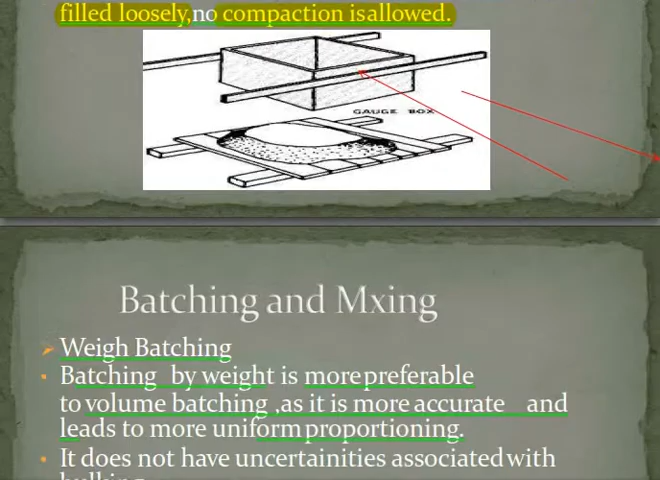 filled loosely,no compaction isallowed.
GAUGE BOX
Batching and Mxing
Weigh Batching
Batching by weight is more preferable
to volume batching ,as it is more accurate and
leads to more uniform proportioning.
It does not have uncertainities associated with
bulking